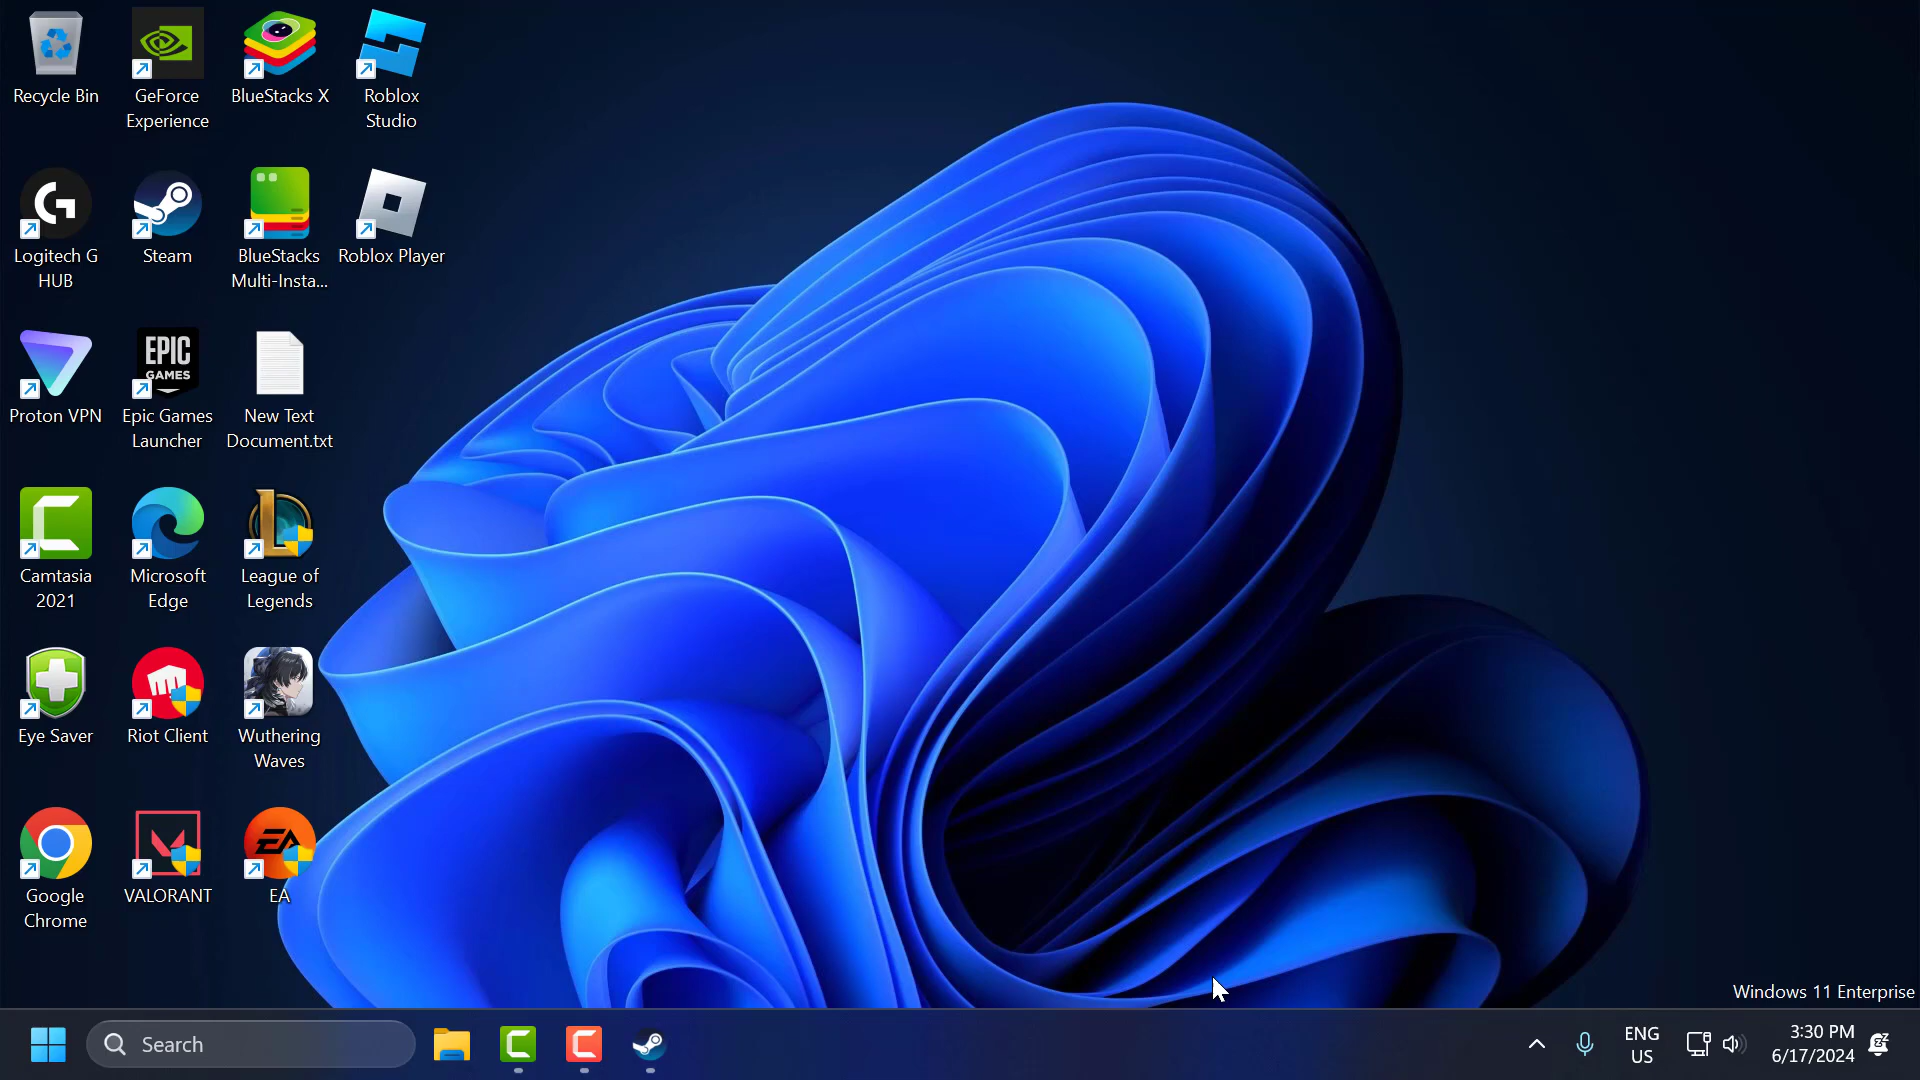 Recycle Bin
GeForce
Experience
BlueStacks X
Roblox
Studio
Logitech G
HUB
Steam
BlueStacks
Multi-Insta...
Roblox Player
EPIC
GAMES
Proton VPN
Epic Games
Launcher
New Text
Document.txt
Camtasia
2021
Microsoft
Edge
League of
Legends
Eye Saver
Riot Client
Wuthering
Waves
EA
Google
Chrome
VALORANT
EA
Windows 11 Enterprise
Search
ENG
US
3:30 PM
6/17/2024